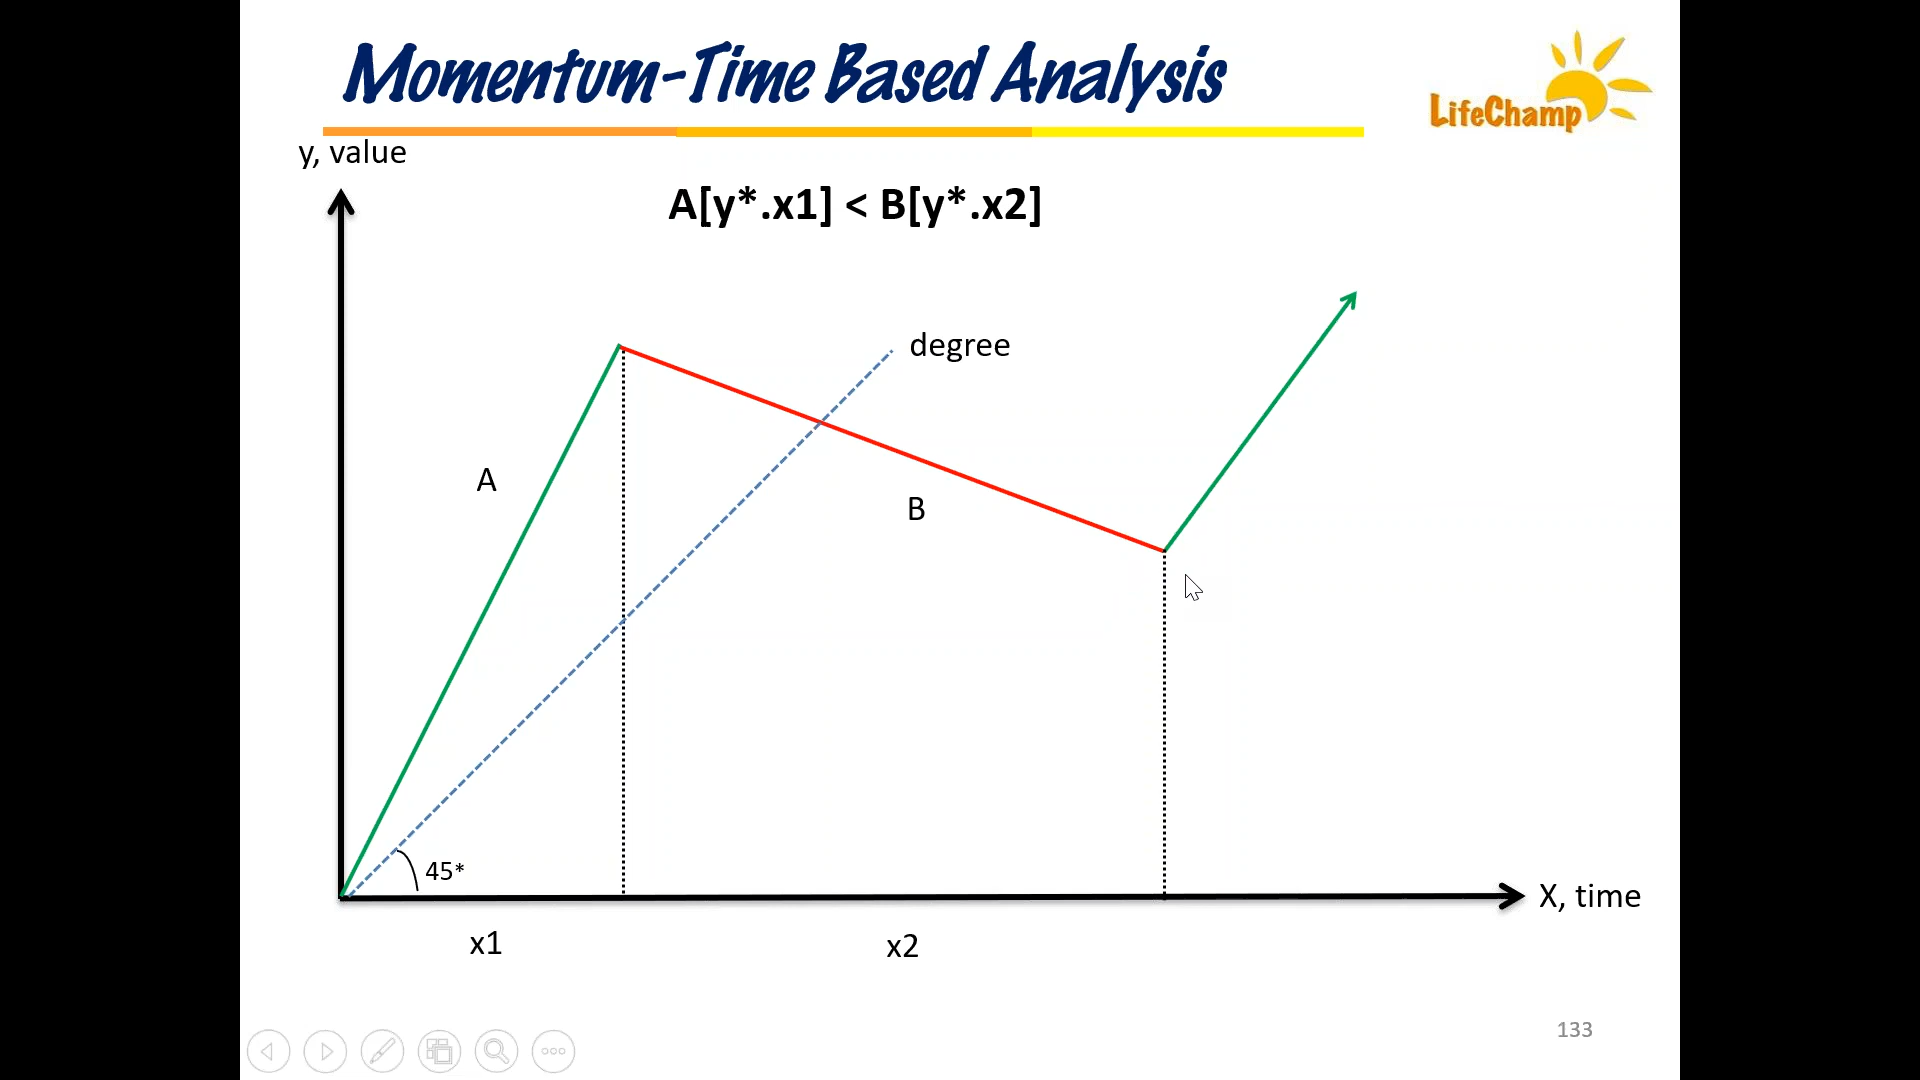 Momentum-Time Based Analysis
LifeChamp
y, value
A[y*.x1] < B[y*.x2]
degree
A
B
45*
X, time
x1
x2
133